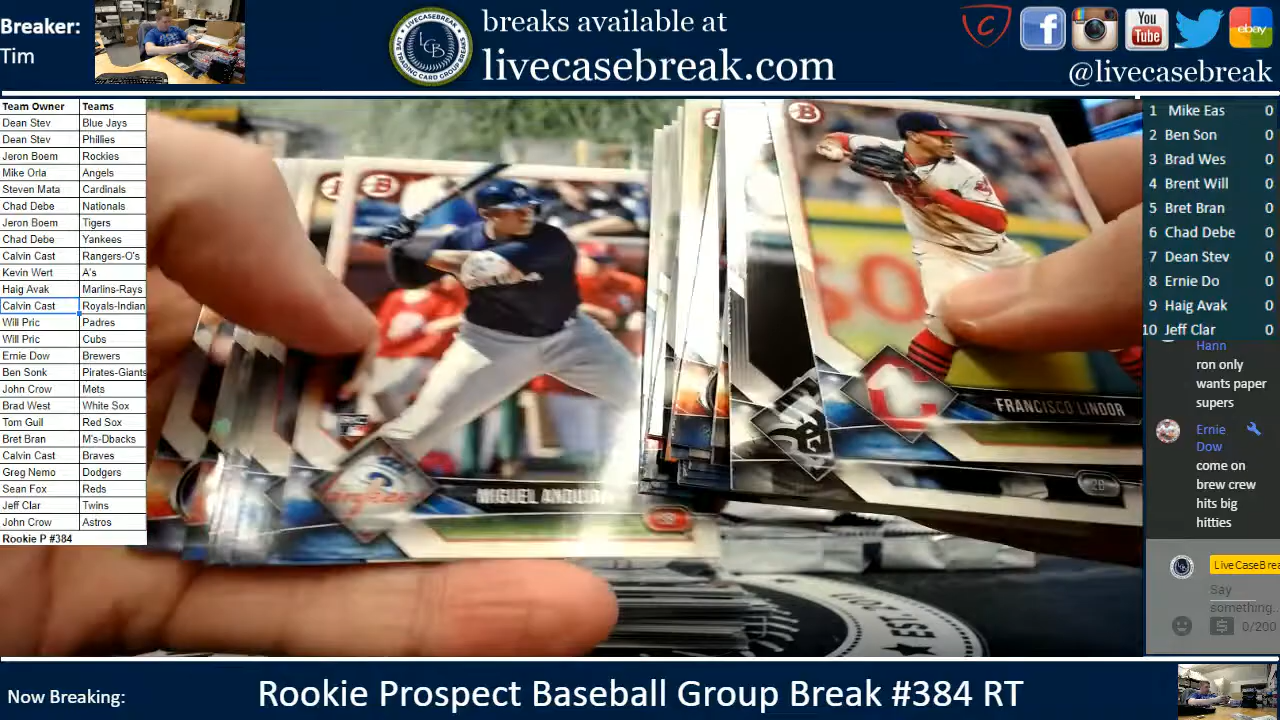 Breaker:
Tim
breaks available at
livecasebreak.com
You
Tube
ebay
@livecasebreak
Team Owner Teams
Dean Stev Blue Jays
Dean Stev Phillies
Jeron Boem Rockies
Mike Orla Angels
Steven Mata Cardinals
Chad Debe Nationals
Jeron Boem Tigers
Chad Debe Yankees
Calvin Cast Rangers-O's
Kevin Wert A's
Haig Avak Marlins-Rays
Calvin Cast Royals-Indian
Will Pric Padres
Will Pric Cubs
Ernie Dow Brewers
Ben Sonk Pirates-Giants
John Crow Mets
Brad West White Sox
Tom Guil Red Sox
Bret Bran M's-Dbacks
Calvin Cast Braves
Greg Nemo Dodgers
Sean Fox Reds
Jeff Clar Twins
John Crow Astros
Rookie P #384
B
B
FRANCISCO LINDOR
EST. 2011
1 Mike Eas 0
2 Ben Son 0
3 Brad Wes 0
4 Brent Will 0
5 Bret Bran 0
6 Chad Debe 0
7 Dean Stev 0
8 Ernie Do 0
9 Haig Avak 0
10 Jeff Clar 0
Hann
ron only
wants paper
supers
Ernie
Dow
come on
brew crew
hits big
hitties
LiveCaseBrea
Say
something...
0/200
Now Breaking:
Rookie Prospect Baseball Group Break #384 RT